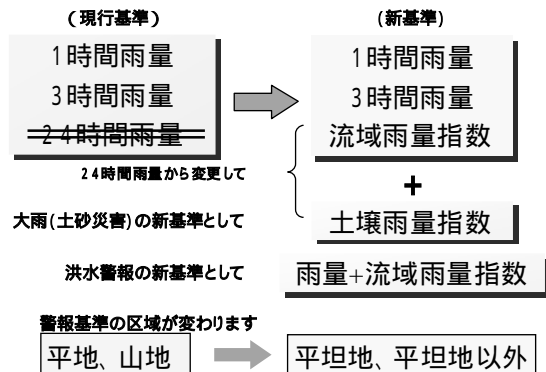 (現行基準)
(新基準)
1時間雨量
3時間雨量
24時間雨量
1時間雨量
3時間雨量
流域雨量指数
24時間雨量から変更して
+
大雨(土砂災害)の新基準として
土壌雨量指数
洪水警報の新基準として
雨量+流域雨量指数
警報基準の区域が変わります
平地、山地
平坦地、平坦地以外